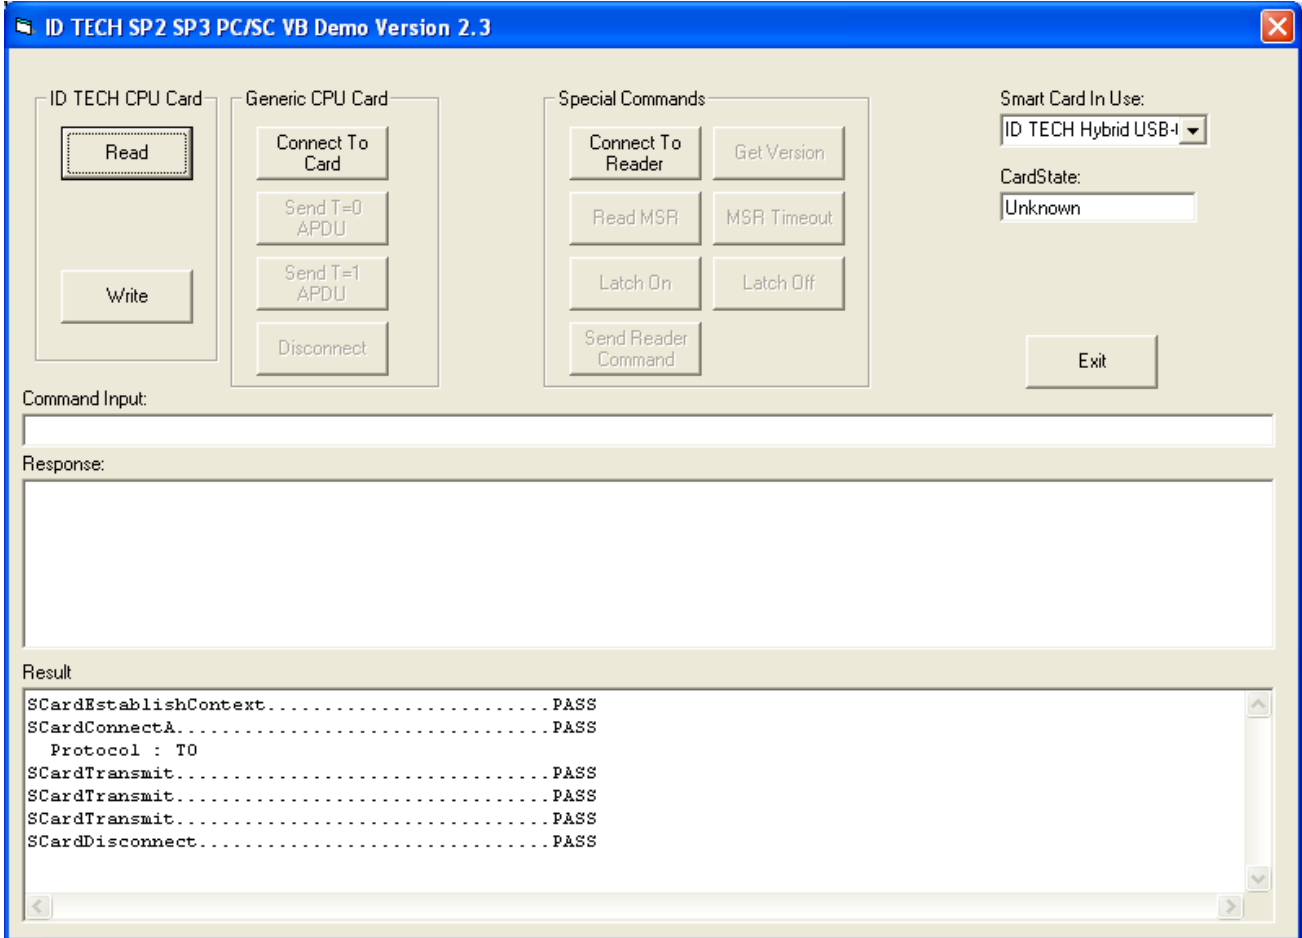 ID TECH SP2 SP3 PC/SC VB Demo Version 2.3
ID TECH CPU Card
Read
Write
Generic CPU Card
Connect To
Card
Send T=0
APDU
Send T=1
APDU
Disconnect
Special Commands
Connect To
Reader
Get Version
Read MSR
MSR Timeout
Latch On
Latch Off
Send Reader
Command
Smart Card In Use:
ID TECH Hybrid USB-
CardState:
Unknown
Exit
Command Input:
Response:
Result
SCardEstablishContext.........................PASS
SCardConnectA.................................PASS
Protocol : T0
SCardTransmit.................................PASS
SCardTransmit.................................PASS
SCardTransmit.................................PASS
SCardDisconnect...............................PASS